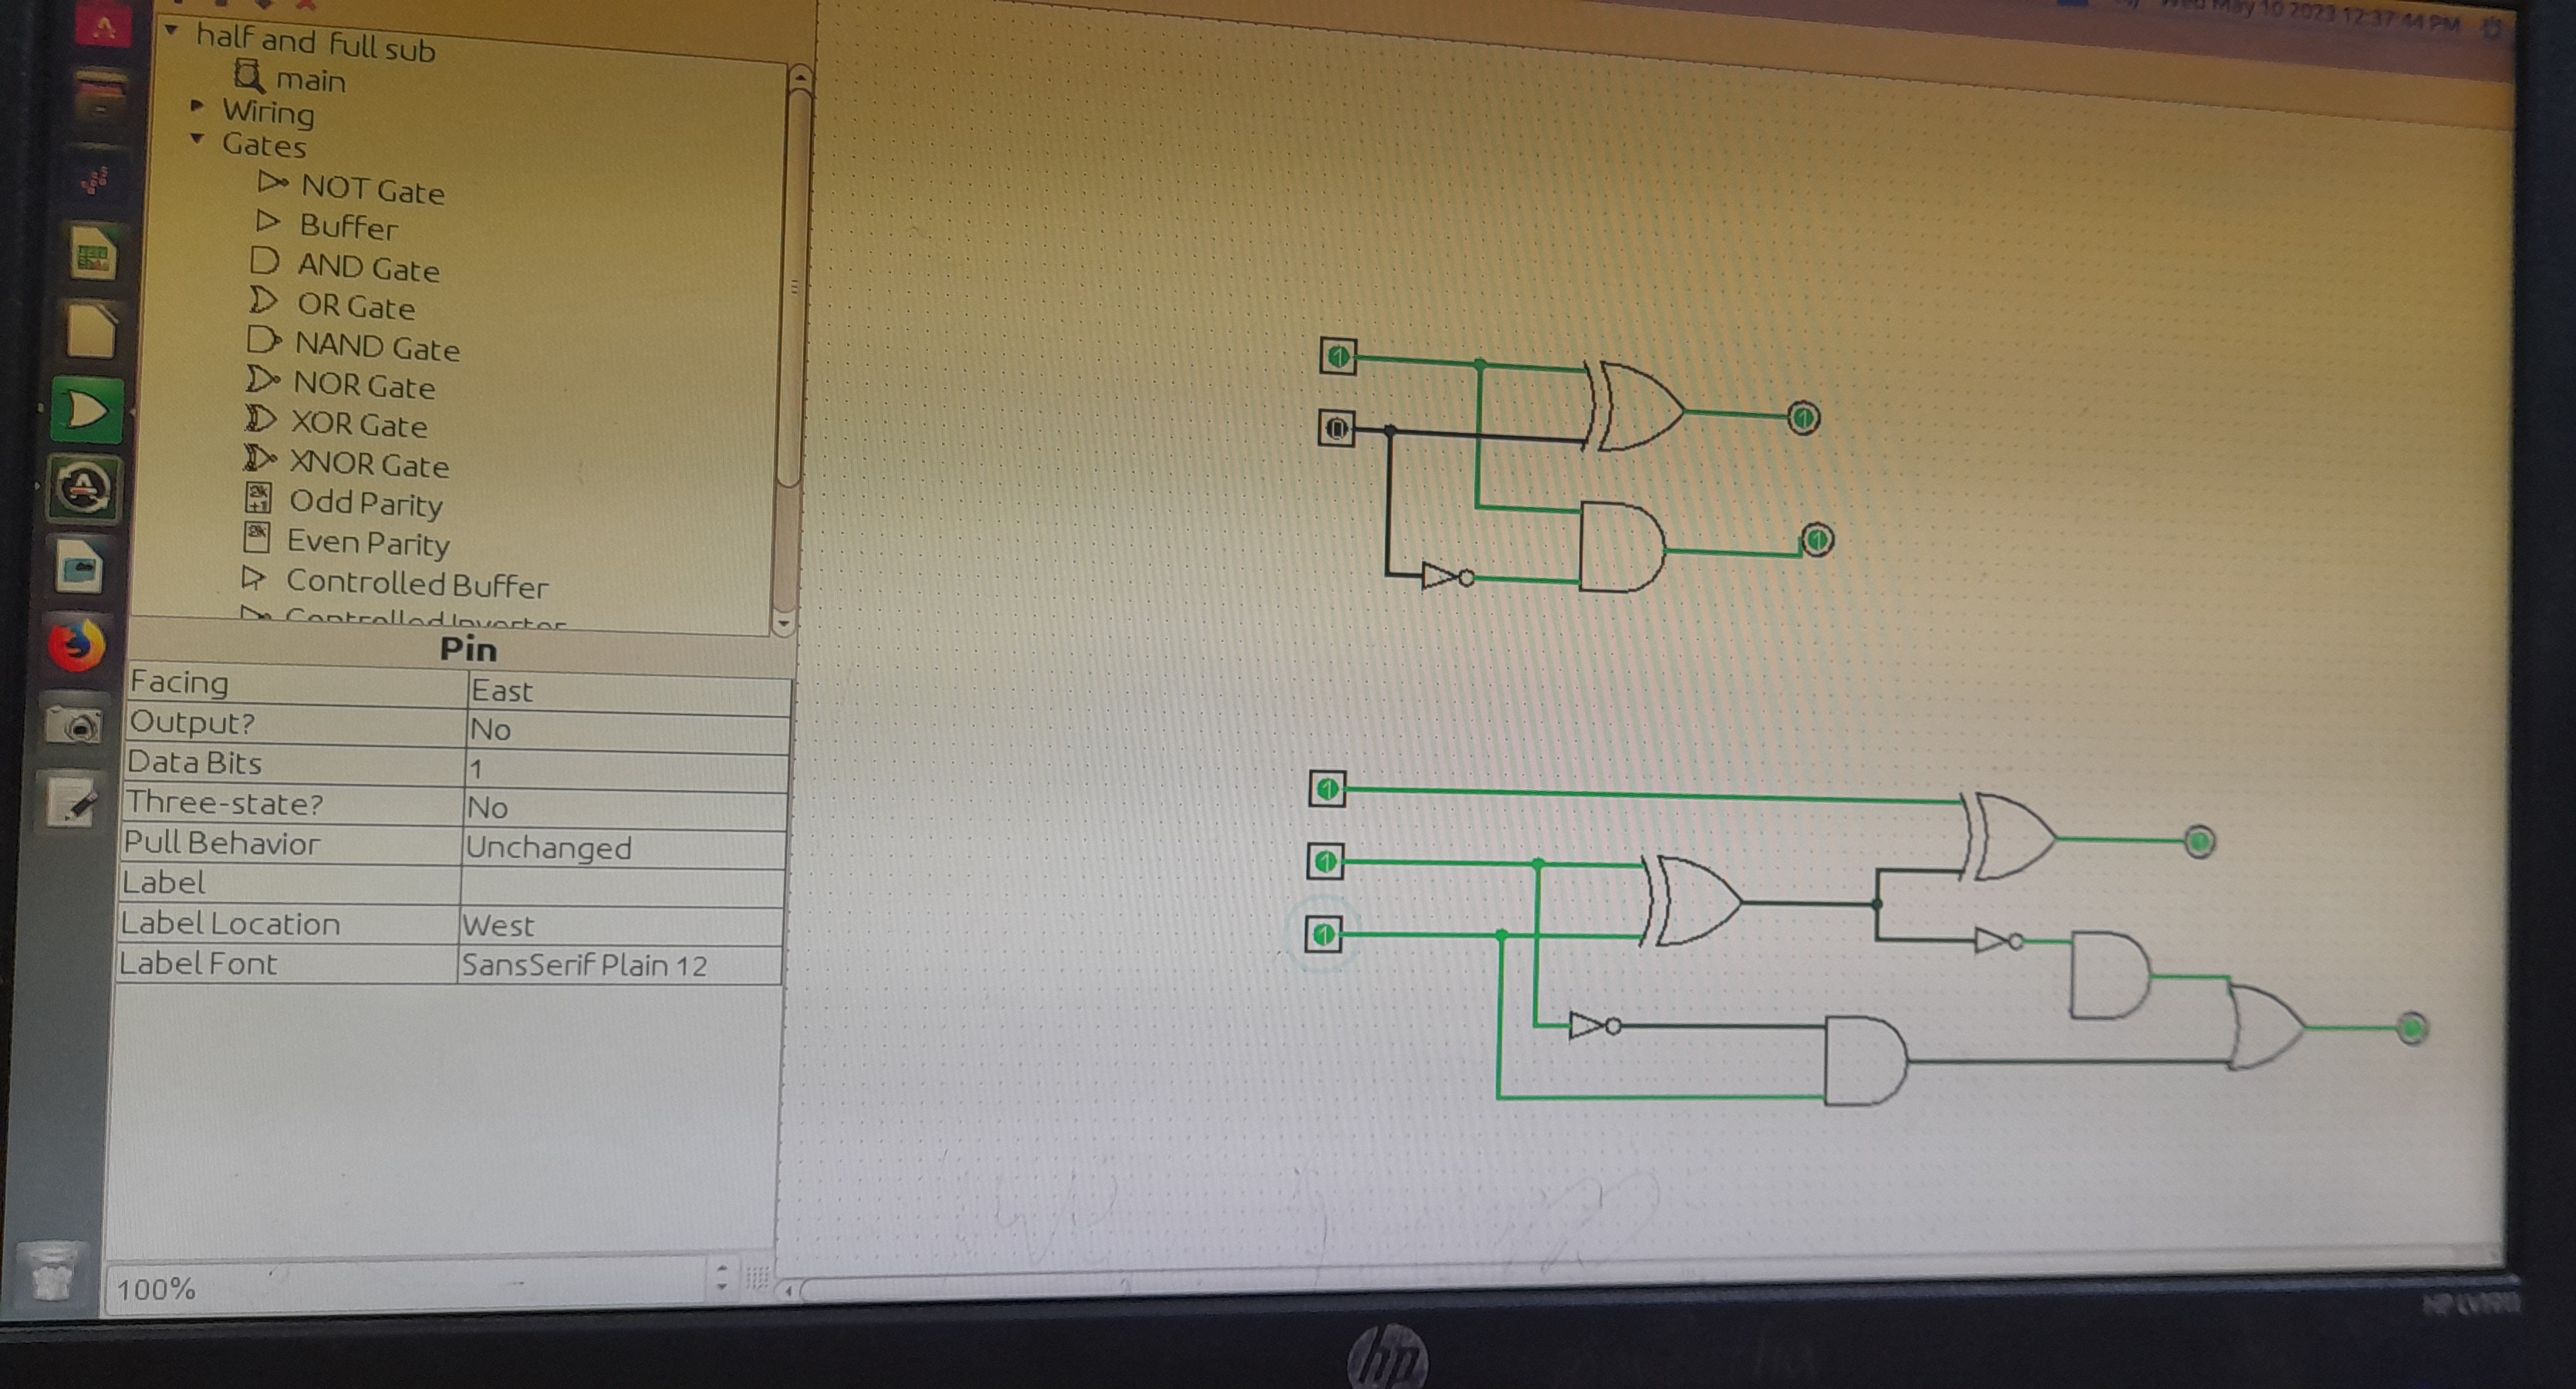 Wed May 10 2023 12:37:44 PM
half and full sub
main
Wiring
Gates
NOT Gate
Buffer
AND Gate
OR Gate
NAND Gate
NOR Gate
XOR Gate
XNOR Gate
2k
+1
Odd Parity
2k
Even Parity
Controlled Buffer
Controlled Inverter
Pin
Facing East
Output? No
Data Bits 1
Three-state? No
Pull Behavior Unchanged
Label
Label Location West
Label Font SansSerif Plain 12
100%
1
0
1
1
1
1
1
hp